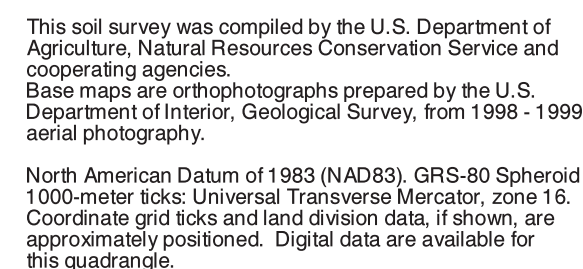 This soil survey was compiled by the U.S. Department of
Agriculture, Natural Resources Conservation Service and
cooperating agencies.
Base maps are orthophotographs prepared by the U.S.
Department of Interior, Geological Survey, from 1998 - 1999
aerial photography.
North American Datum of 1983 (NAD83). GRS-80 Spheroid
1000-meter ticks: Universal Transverse Mercator, zone 16.
Coordinate grid ticks and land division data, if shown, are
approximately positioned. Digital data are available for
this quadrangle.